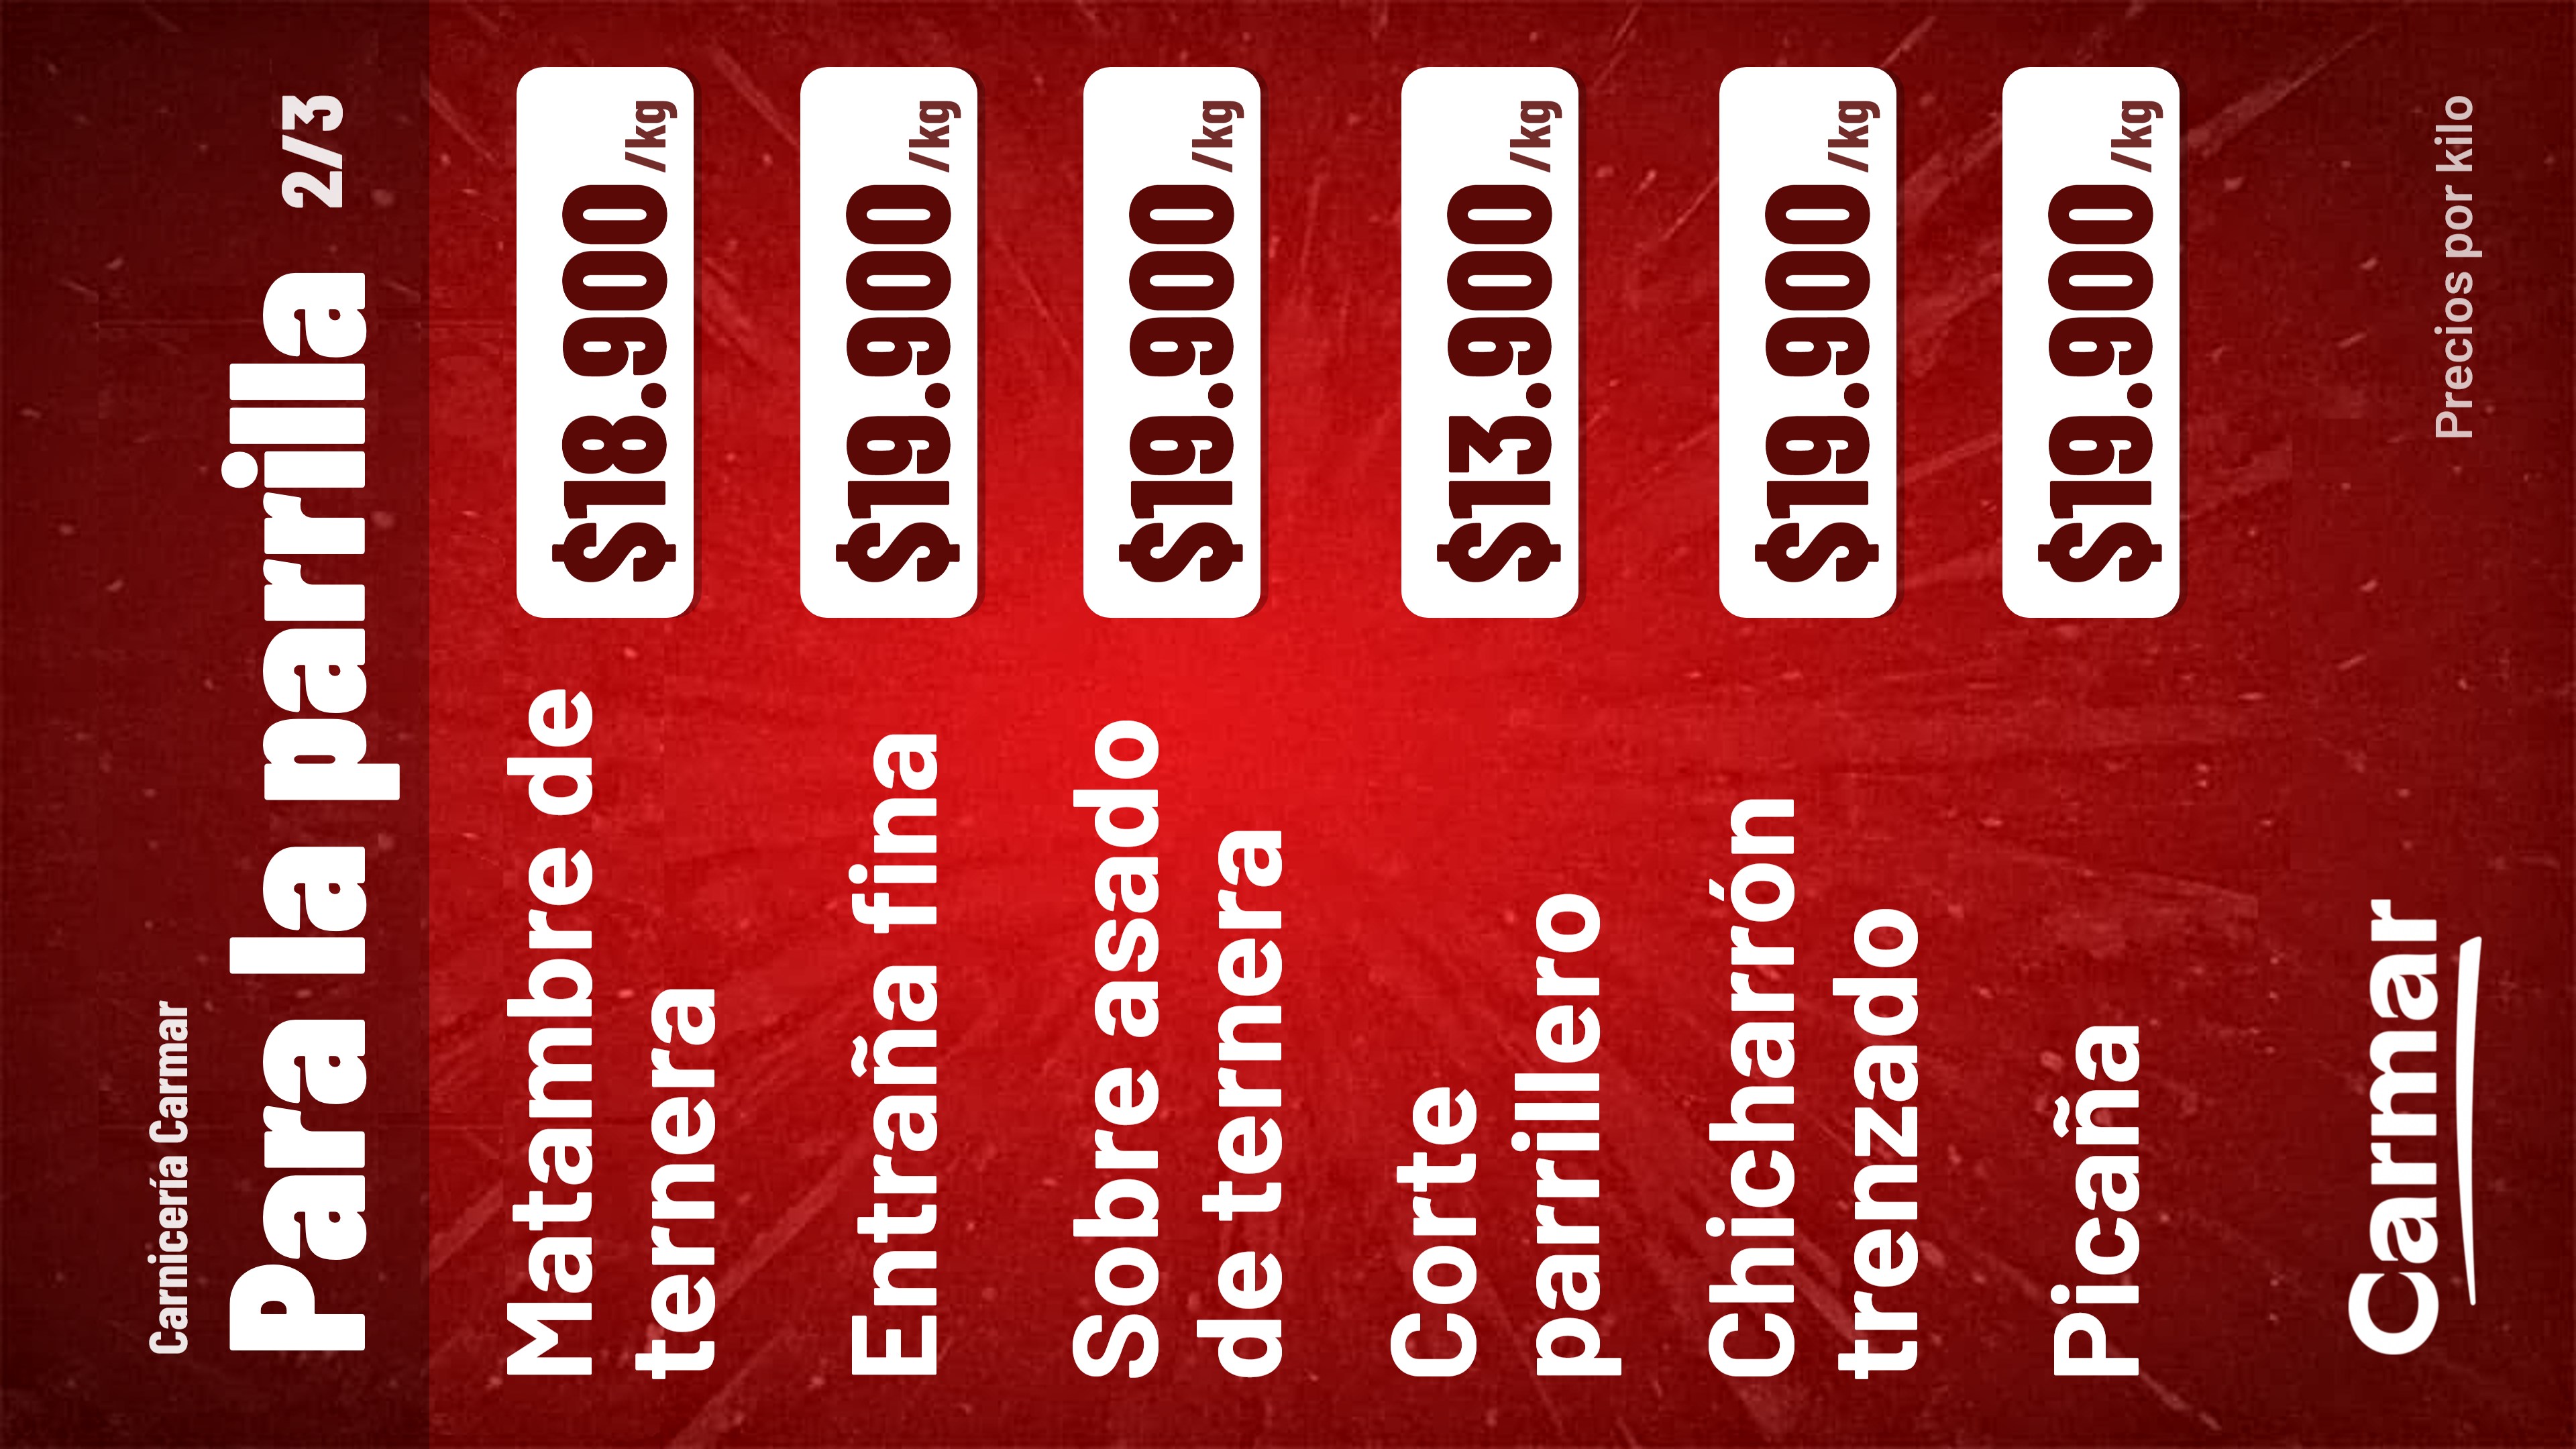 Carnicería Carmar
Para la parrilla 2/3
Matambre de
ternera
$18.900/kg
Entraña fina
$19.900/kg
Sobre asado
de ternera
$19.900/kg
Corte
parrillero
$13.900/kg
Chicharrón
trenzado
$19.900/kg
Picaña
$19.900/kg
Carmar
Precios por kilo